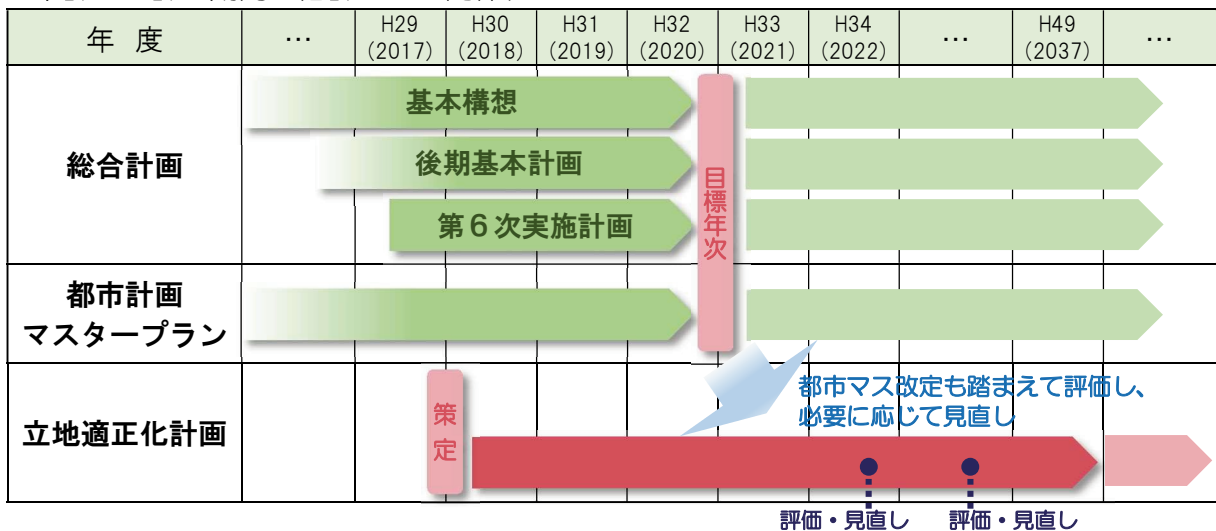 年 度
…
H29
(2017)
H30
(2018)
H31
(2019)
H32
(2020)
H33
(2021)
H34
(2022)
…
H49
(2037)
…
総合計画
基本構想
後期基本計画
第６次実施計画
目標年次
都市計画
マスタープラン
立地適正化計画
策定
都市マス改定も踏まえて評価し、
必要に応じて見直し
評価・見直し
評価・見直し